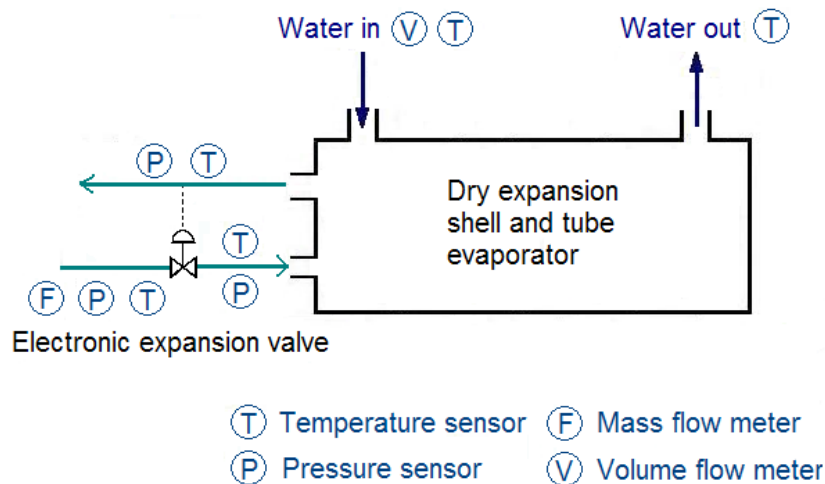 Water in V T
Water out T
P T
Dry expansion
shell and tube
evaporator
T
F P T
P
Electronic expansion valve
T Temperature sensor
F Mass flow meter
P Pressure sensor
V Volume flow meter